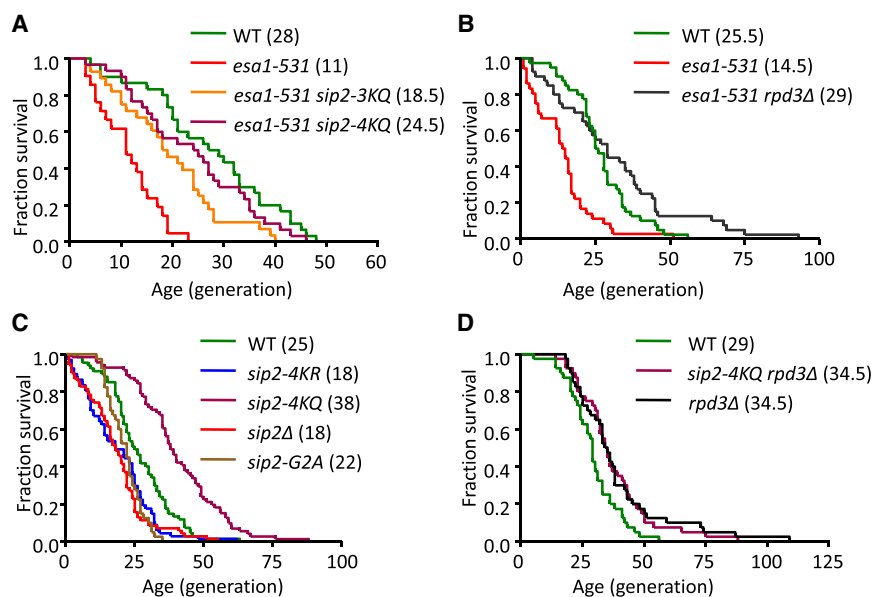 A
WT (28)
esa1-531 (11)
esa1-531 sip2-3KQ (18.5)
esa1-531 sip2-4KQ (24.5)
Fraction survival
1.0
0.8
0.6
0.4
0.2
0.0
0 10 20 30 40 50 60
Age (generation)
B
WT (25.5)
esa1-531 (14.5)
esa1-531 rpd3Δ (29)
Fraction survival
1.0
0.8
0.6
0.4
0.2
0.0
0 25 50 75 100
Age (generation)
C
WT (25)
sip2-4KR (18)
sip2-4KQ (38)
sip2Δ (18)
sip2-G2A (22)
Fraction survival
1.0
0.8
0.6
0.4
0.2
0.0
0 25 50 75 100
Age (generation)
D
WT (29)
sip2-4KQ rpd3Δ (34.5)
rpd3Δ (34.5)
Fraction survival
1.0
0.8
0.6
0.4
0.2
0.0
0 25 50 75 100 125
Age (generation)